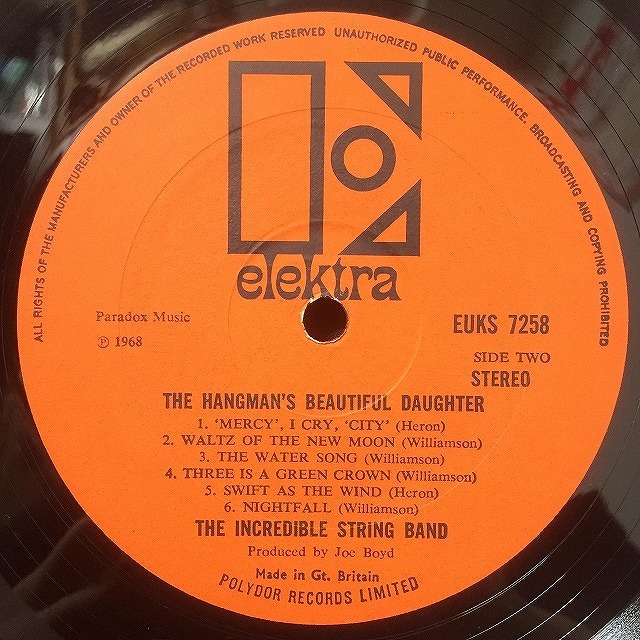 ALL RIGHTS OF THE MANUFACTURERS AND OWNER OF THE RECORDED WORK RESERVED UNAUTHORIZED PUBLIC PERFORMANCE, BROADCASTING AND COPYING PROHIBITED
elektra
Paradox Music
EUKS 7258
℗ 1968
SIDE TWO
STEREO
THE HANGMAN'S BEAUTIFUL DAUGHTER
1. ‘MERCY’, I CRY, ‘CITY’ (Heron)
2. WALTZ OF THE NEW MOON (Williamson)
3. THE WATER SONG (Williamson)
4. THREE IS A GREEN CROWN (Williamson)
5. SWIFT AS THE WIND (Heron)
6. NIGHTFALL (Williamson)
THE INCREDIBLE STRING BAND
Produced by Joe Boyd
Made in Gt. Britain
POLYDOR RECORDS LIMITED